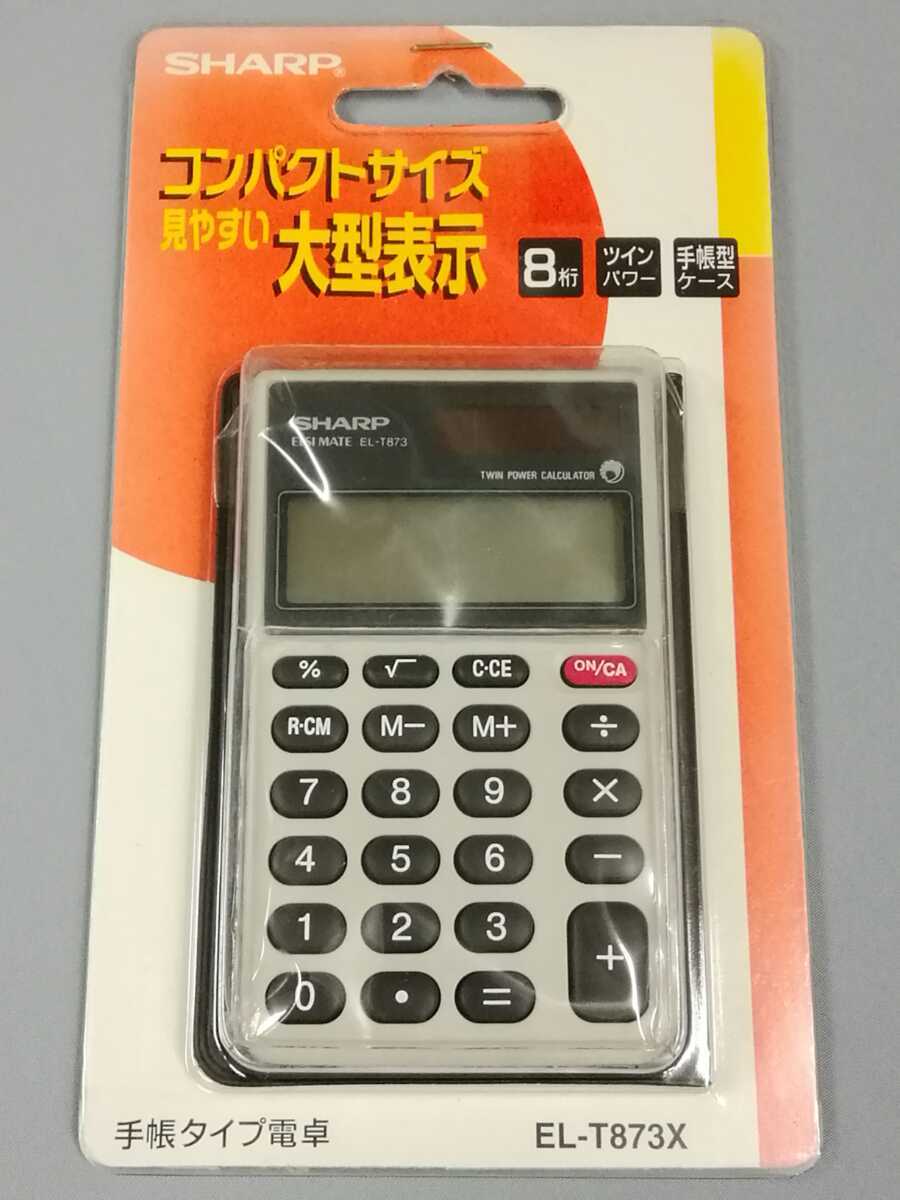 SHARP®
コンパクトサイズ
見やすい 大型表示
8桁
ツイン
パワー
手帳型
ケース
SHARP
ELSI MATE EL-T873
TWIN POWER CALCULATOR
% √ C·CE ON/CA
R·CM M− M+ ÷
7 8 9 ×
4 5 6 −
1 2 3 +
0 • =
手帳タイプ電卓 EL-T873X